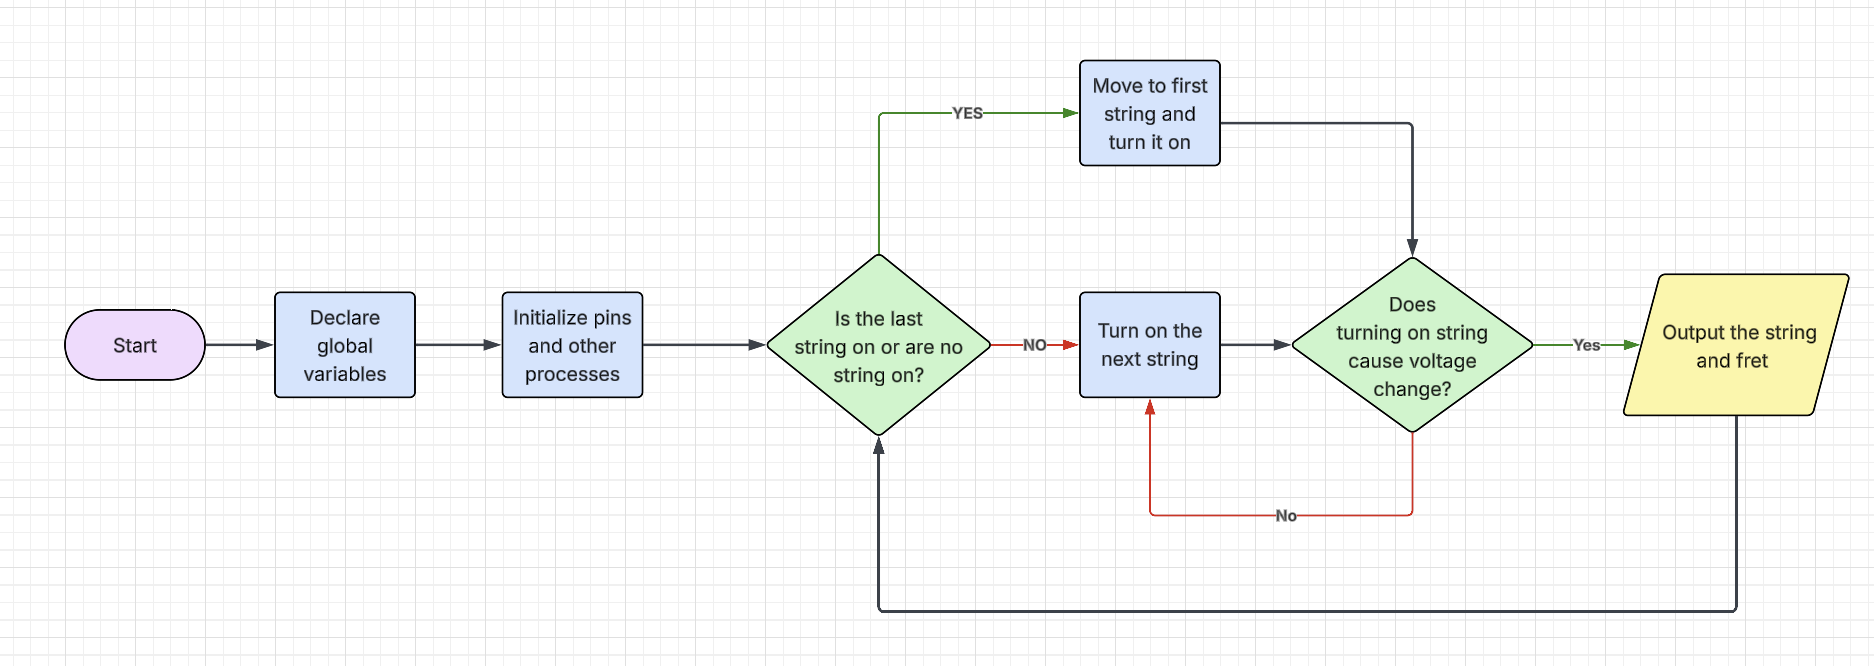 Start
Declare
global
variables
Initialize pins
and other
processes
Is the last
string on or are no
string on?
YES
Move to first
string and
turn it on
NO
Turn on the
next string
Does
turning on string
cause voltage
change?
Yes
Output the string
and fret
No